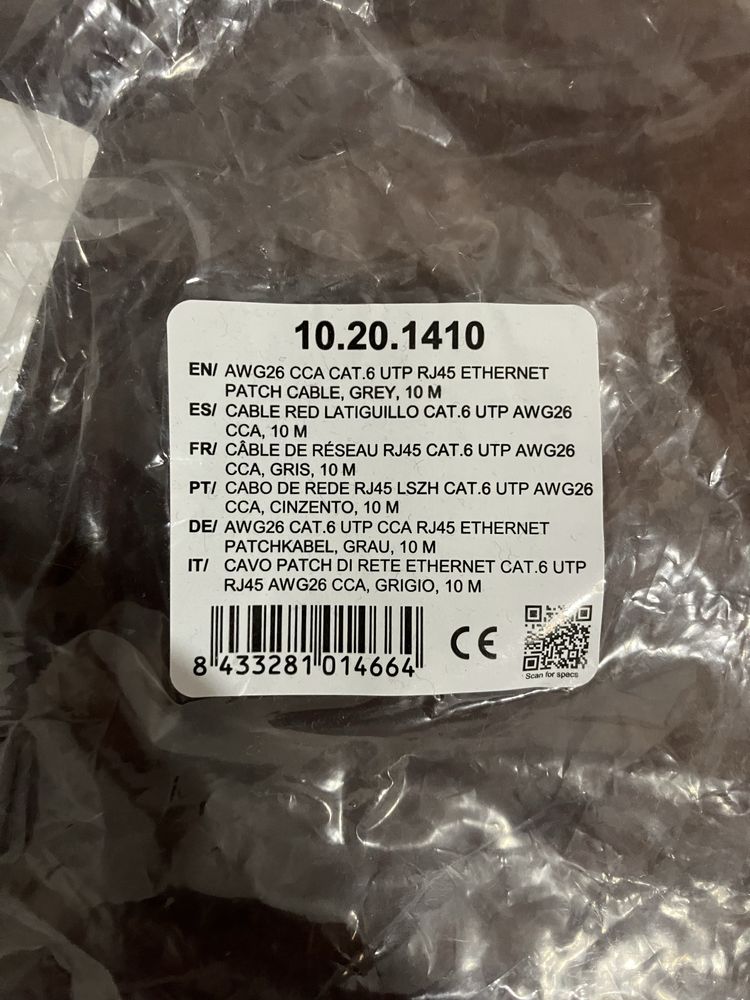 10.20.1410
EN/ AWG26 CCA CAT.6 UTP RJ45 ETHERNET
PATCH CABLE, GREY, 10 M
ES/ CABLE RED LATIGUILLO CAT.6 UTP AWG26
CCA, 10 M
FR/ CÂBLE DE RÉSEAU RJ45 CAT.6 UTP AWG26
CCA, GRIS, 10 M
PT/ CABO DE REDE RJ45 LSZH CAT.6 UTP AWG26
CCA, CINZENTO, 10 M
DE/ AWG26 CAT.6 UTP CCA RJ45 ETHERNET
PATCHKABEL, GRAU, 10 M
IT/ CAVO PATCH DI RETE ETHERNET CAT.6 UTP
RJ45 AWG26 CCA, GRIGIO, 10 M
8 433281 014664
CE
Scan for specs